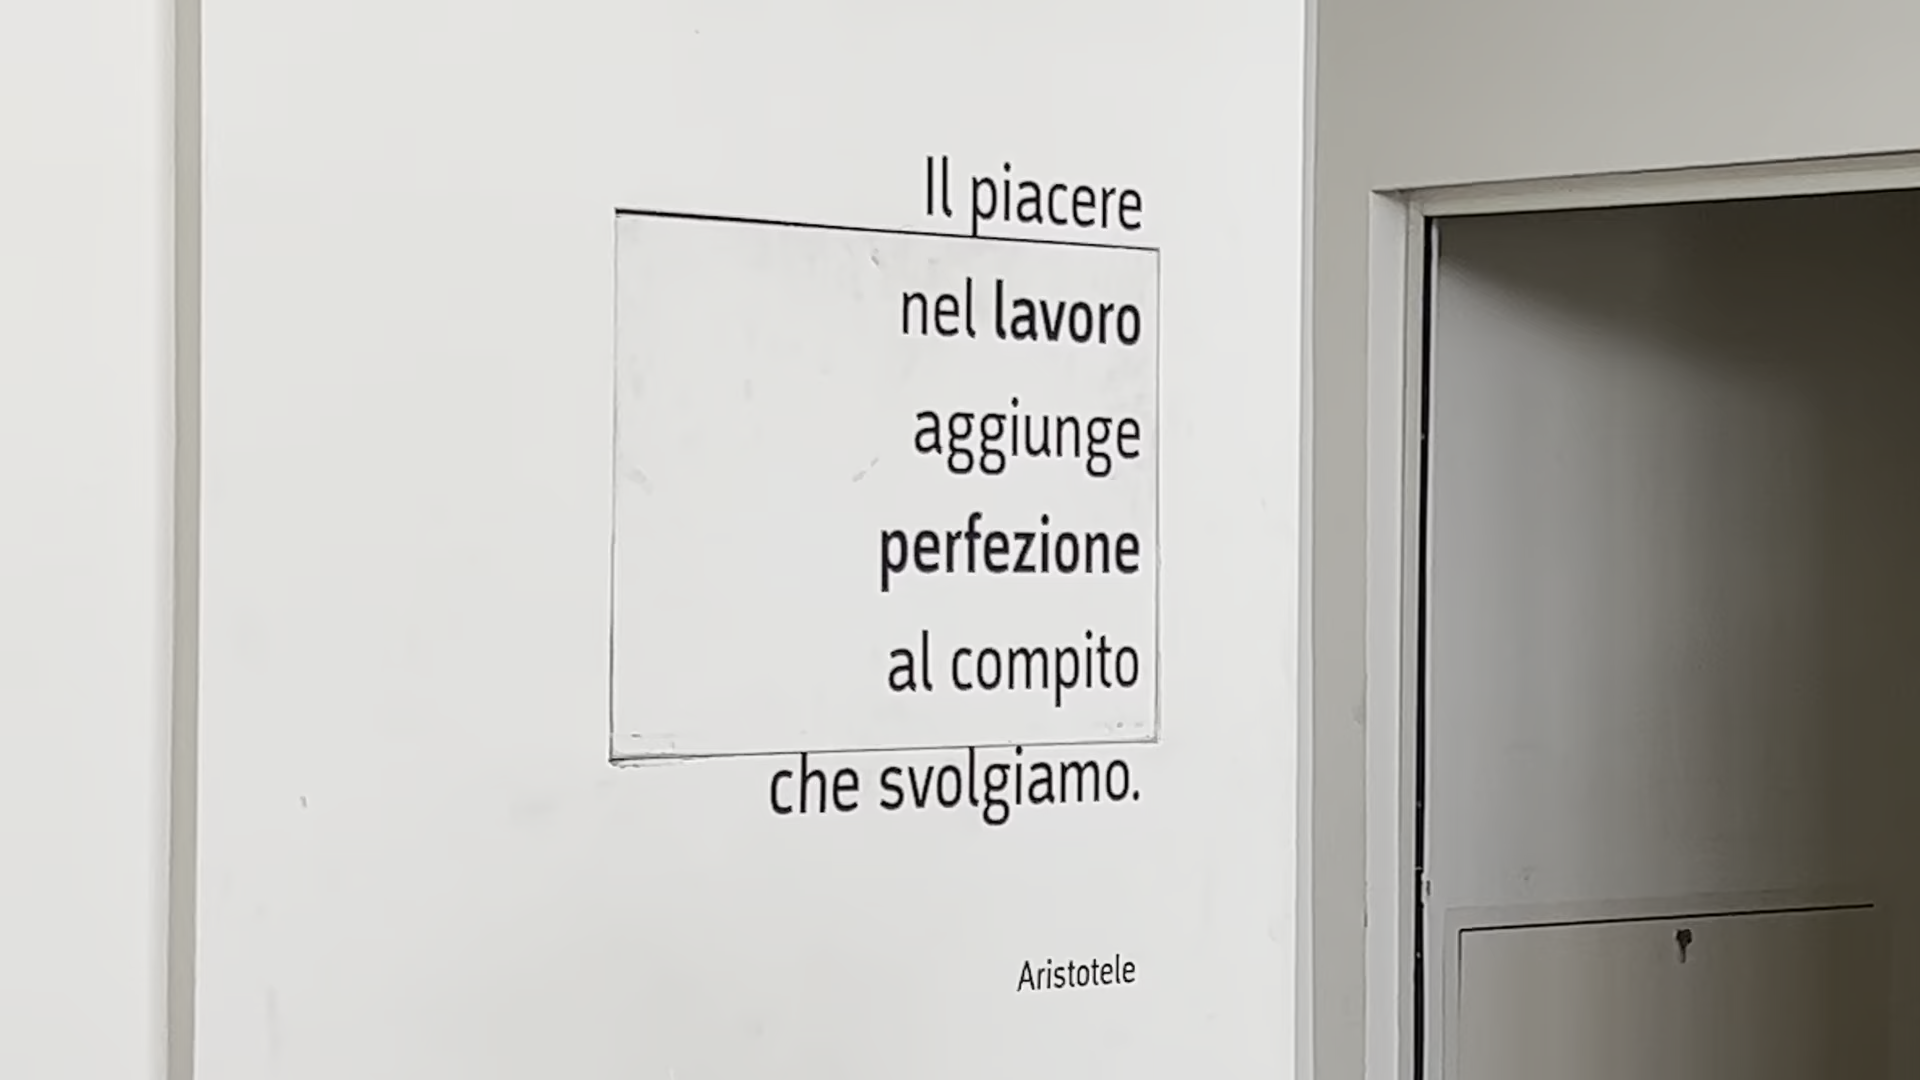 Il piacere
nel lavoro
aggiunge
perfezione
al compito
che svolgiamo.
Aristotele